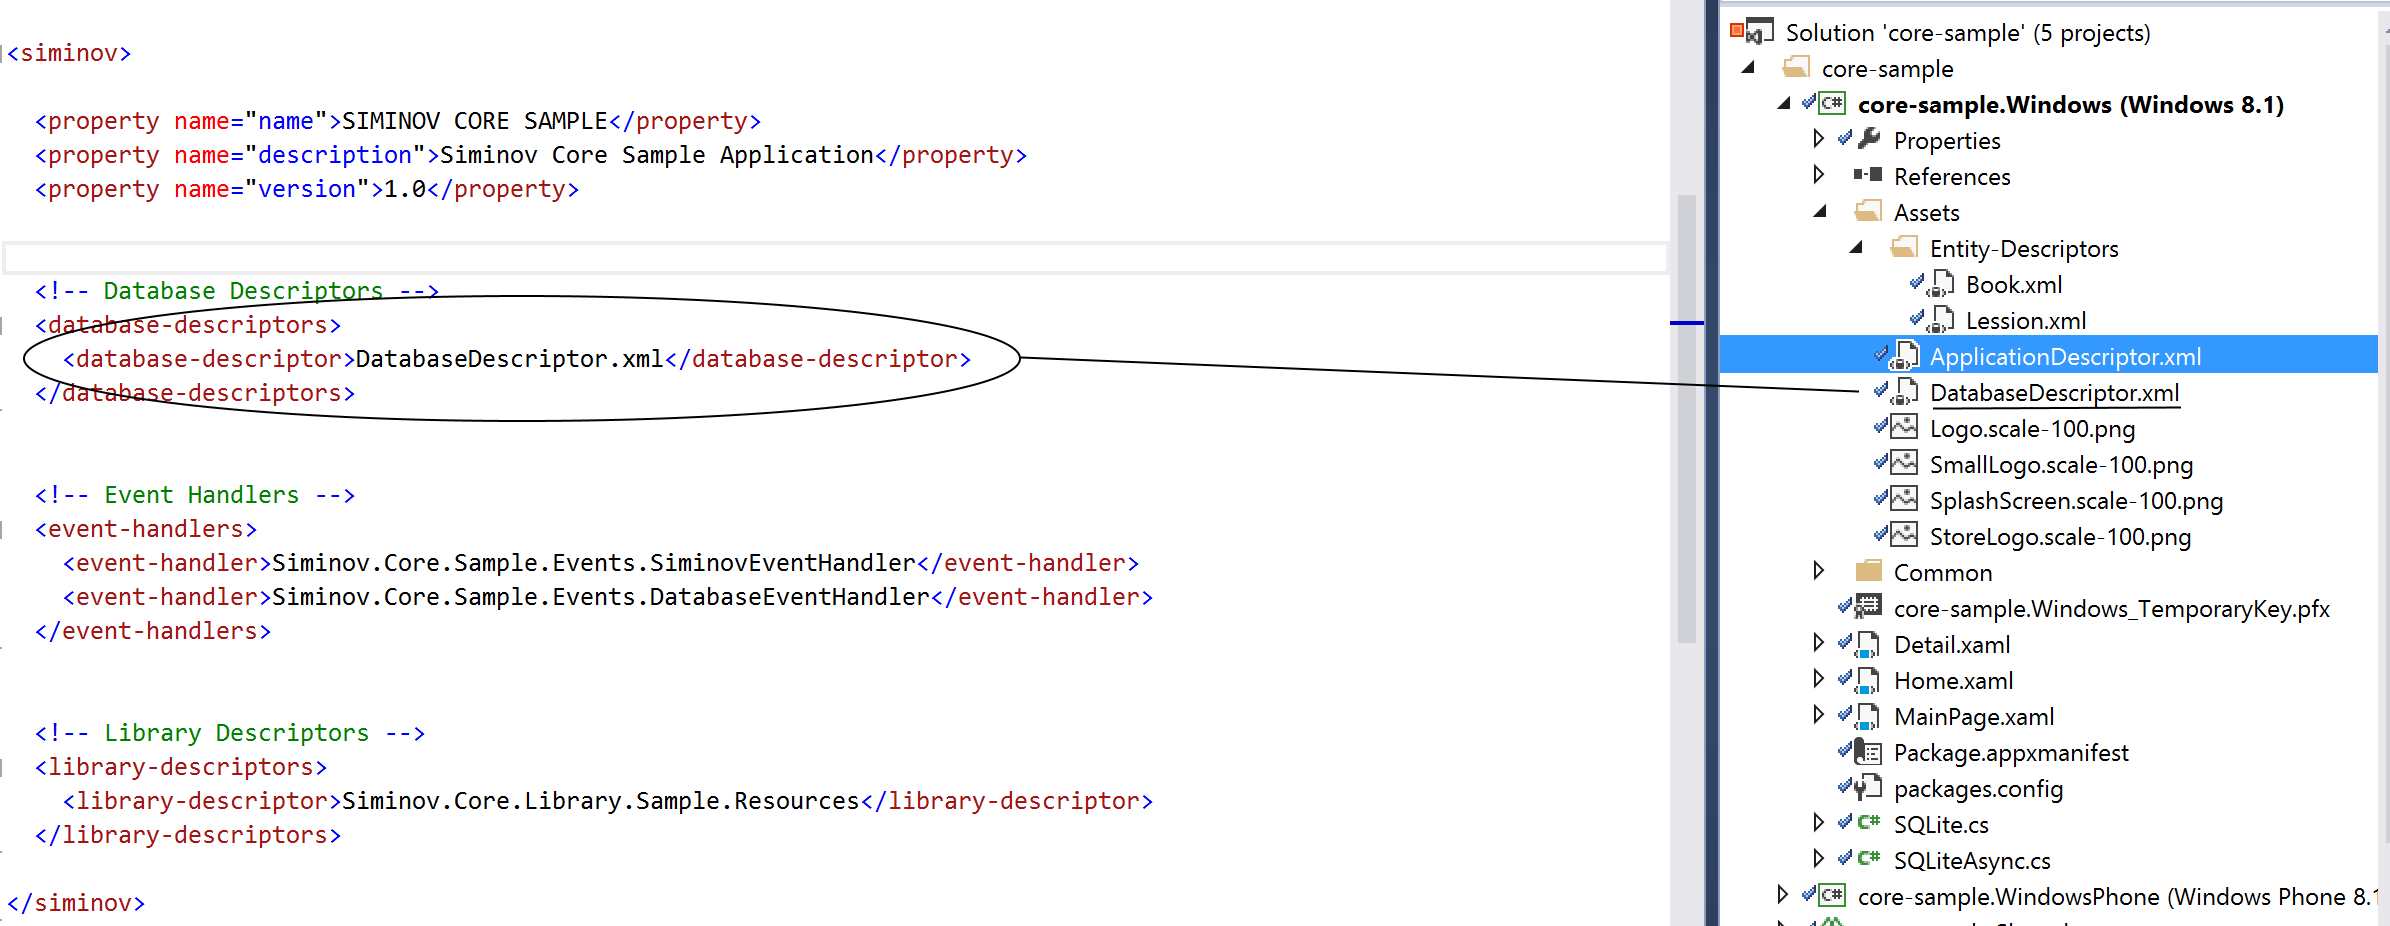 <siminov>
<property name="name">SIMINOV CORE SAMPLE</property>
<property name="description">Siminov Core Sample Application</property>
<property name="version">1.0</property>
<!-- Database Descriptors -->
<database-descriptors>
<database-descriptor>DatabaseDescriptor.xml</database-descriptor>
</database-descriptors>
<!-- Event Handlers -->
<event-handlers>
<event-handler>Siminov.Core.Sample.Events.SiminovEventHandler</event-handler>
<event-handler>Siminov.Core.Sample.Events.DatabaseEventHandler</event-handler>
</event-handlers>
<!-- Library Descriptors -->
<library-descriptors>
<library-descriptor>Siminov.Core.Library.Sample.Resources</library-descriptor>
</library-descriptors>
</siminov>
Solution 'core-sample' (5 projects)
core-sample
C# core-sample.Windows (Windows 8.1)
Properties
References
Assets
Entity-Descriptors
Book.xml
Lession.xml
ApplicationDescriptor.xml
DatabaseDescriptor.xml
Logo.scale-100.png
SmallLogo.scale-100.png
SplashScreen.scale-100.png
StoreLogo.scale-100.png
Common
core-sample.Windows_TemporaryKey.pfx
Detail.xaml
Home.xaml
MainPage.xaml
Package.appxmanifest
packages.config
C# SQLite.cs
C# SQLiteAsync.cs
C# core-sample.WindowsPhone (Windows Phone 8.1